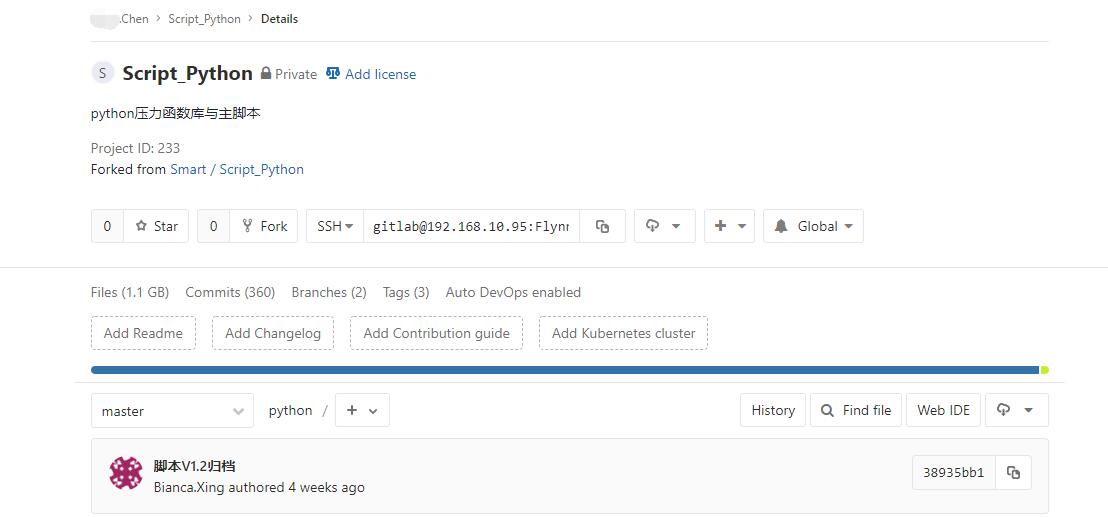 .Chen > Script_Python > Details
S Script_Python Private Add license
python压力函数库与主脚本
Project ID: 233
Forked from Smart / Script_Python
0 Star 0 Fork SSH gitlab@192.168.10.95:Flynn Global
Files (1.1 GB) Commits (360) Branches (2) Tags (3) Auto DevOps enabled
Add Readme Add Changelog Add Contribution guide Add Kubernetes cluster
master python / + History Find file Web IDE
脚本V1.2归档 38935bb1
Bianca.Xing authored 4 weeks ago